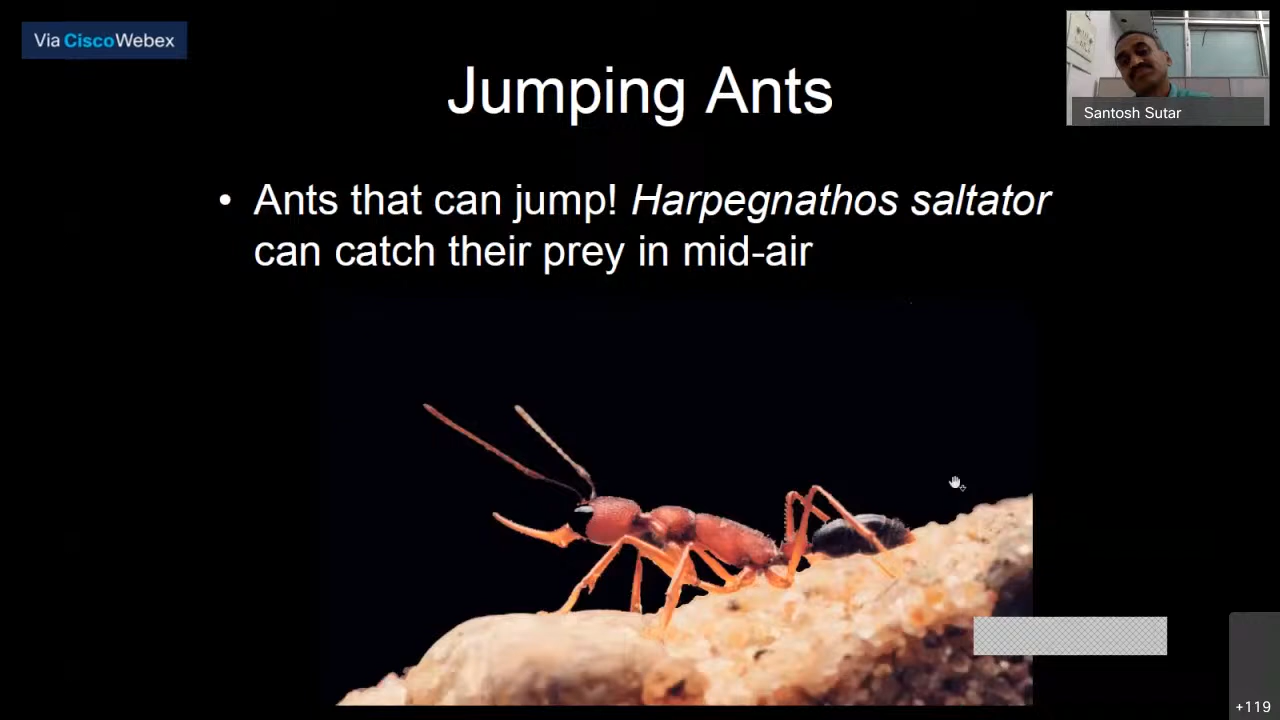 Via CiscoWebex
Santosh Sutar
Jumping Ants
• Ants that can jump! Harpegnathos saltator
can catch their prey in mid-air
+119